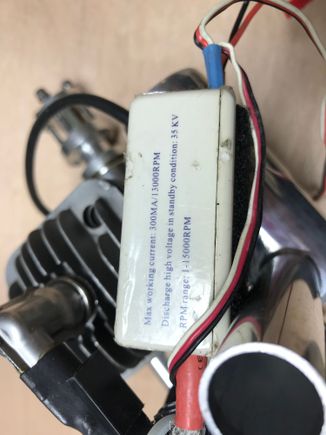 Max working current: 300MA/13000RPM
Discharge high voltage in standby condition: 35 KV
RPM range: 1-15000RPM